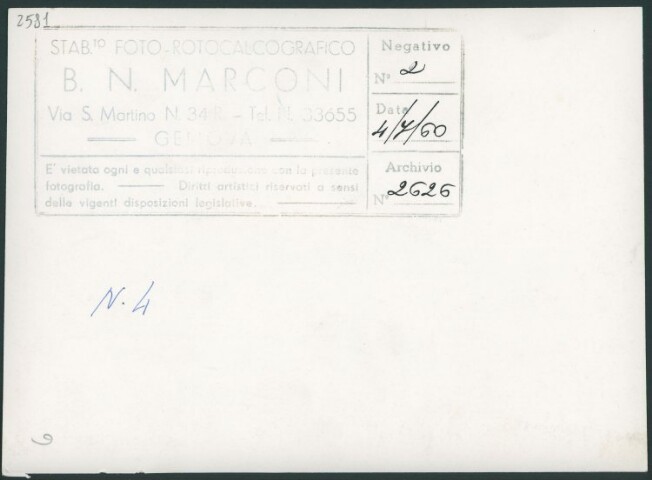 2581
STAB.TO FOTO-ROTOCALCOGRAFICO
B. N. MARCONI
Via S. Martino N. 34 R. - Tel. N. 33655
GENOVA
E' vietata ogni e qualsiasi riproduzione con la presente
fotografia. Diritti artistici riservati a sensi
delle vigenti disposizioni legislative.
Negativo
N° 2
Data
4/7/60
Archivio
N° 2626
N. 4